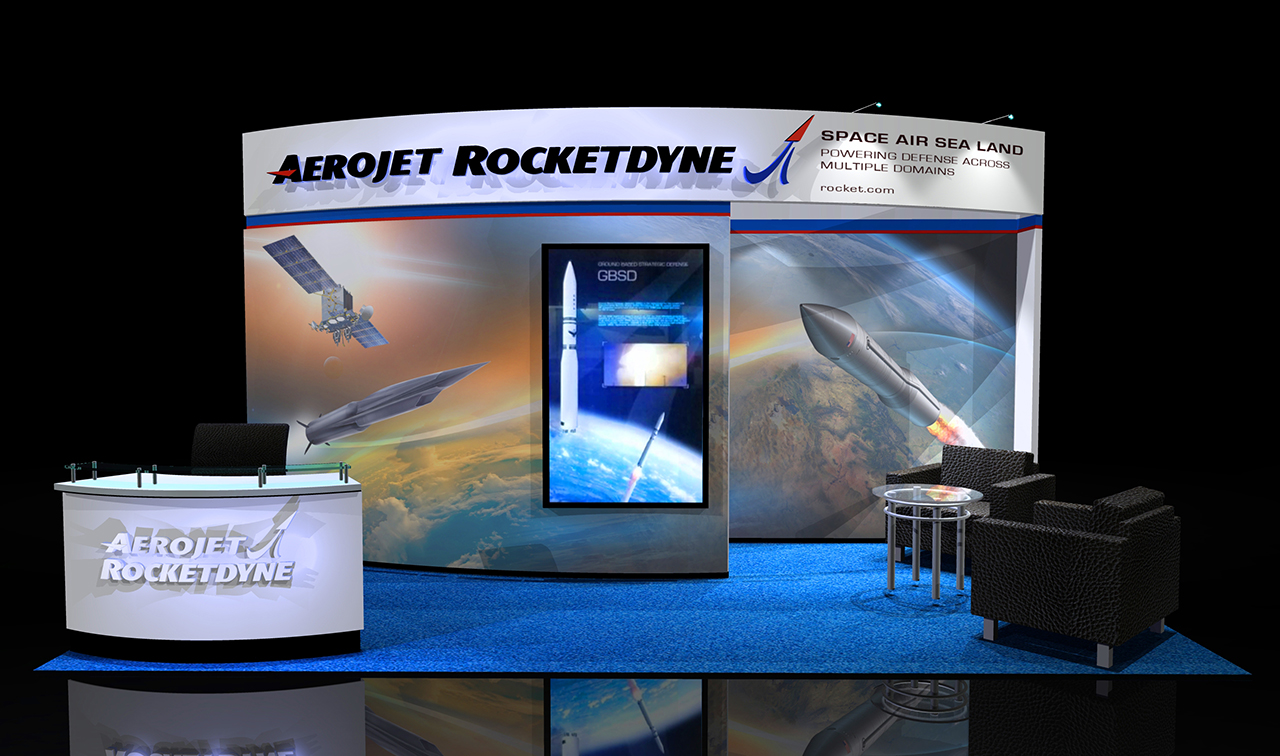 AEROJET ROCKETDYNE
SPACE AIR SEA LAND
POWERING DEFENSE ACROSS
MULTIPLE DOMAINS
rocket.com
GROUND BASED STRATEGIC DEFENSE
GBSD
AEROJET
ROCKETDYNE